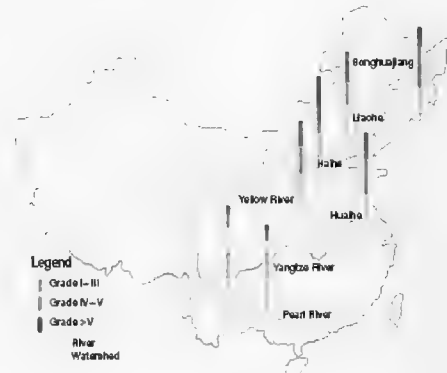 Songhuajiang
Liaohe
Haihe
Yellow River
Huaihe
Yangtze River
Pearl River
Legend
Grade I-III
Grade IV-V
Grade >V
River
Watershed